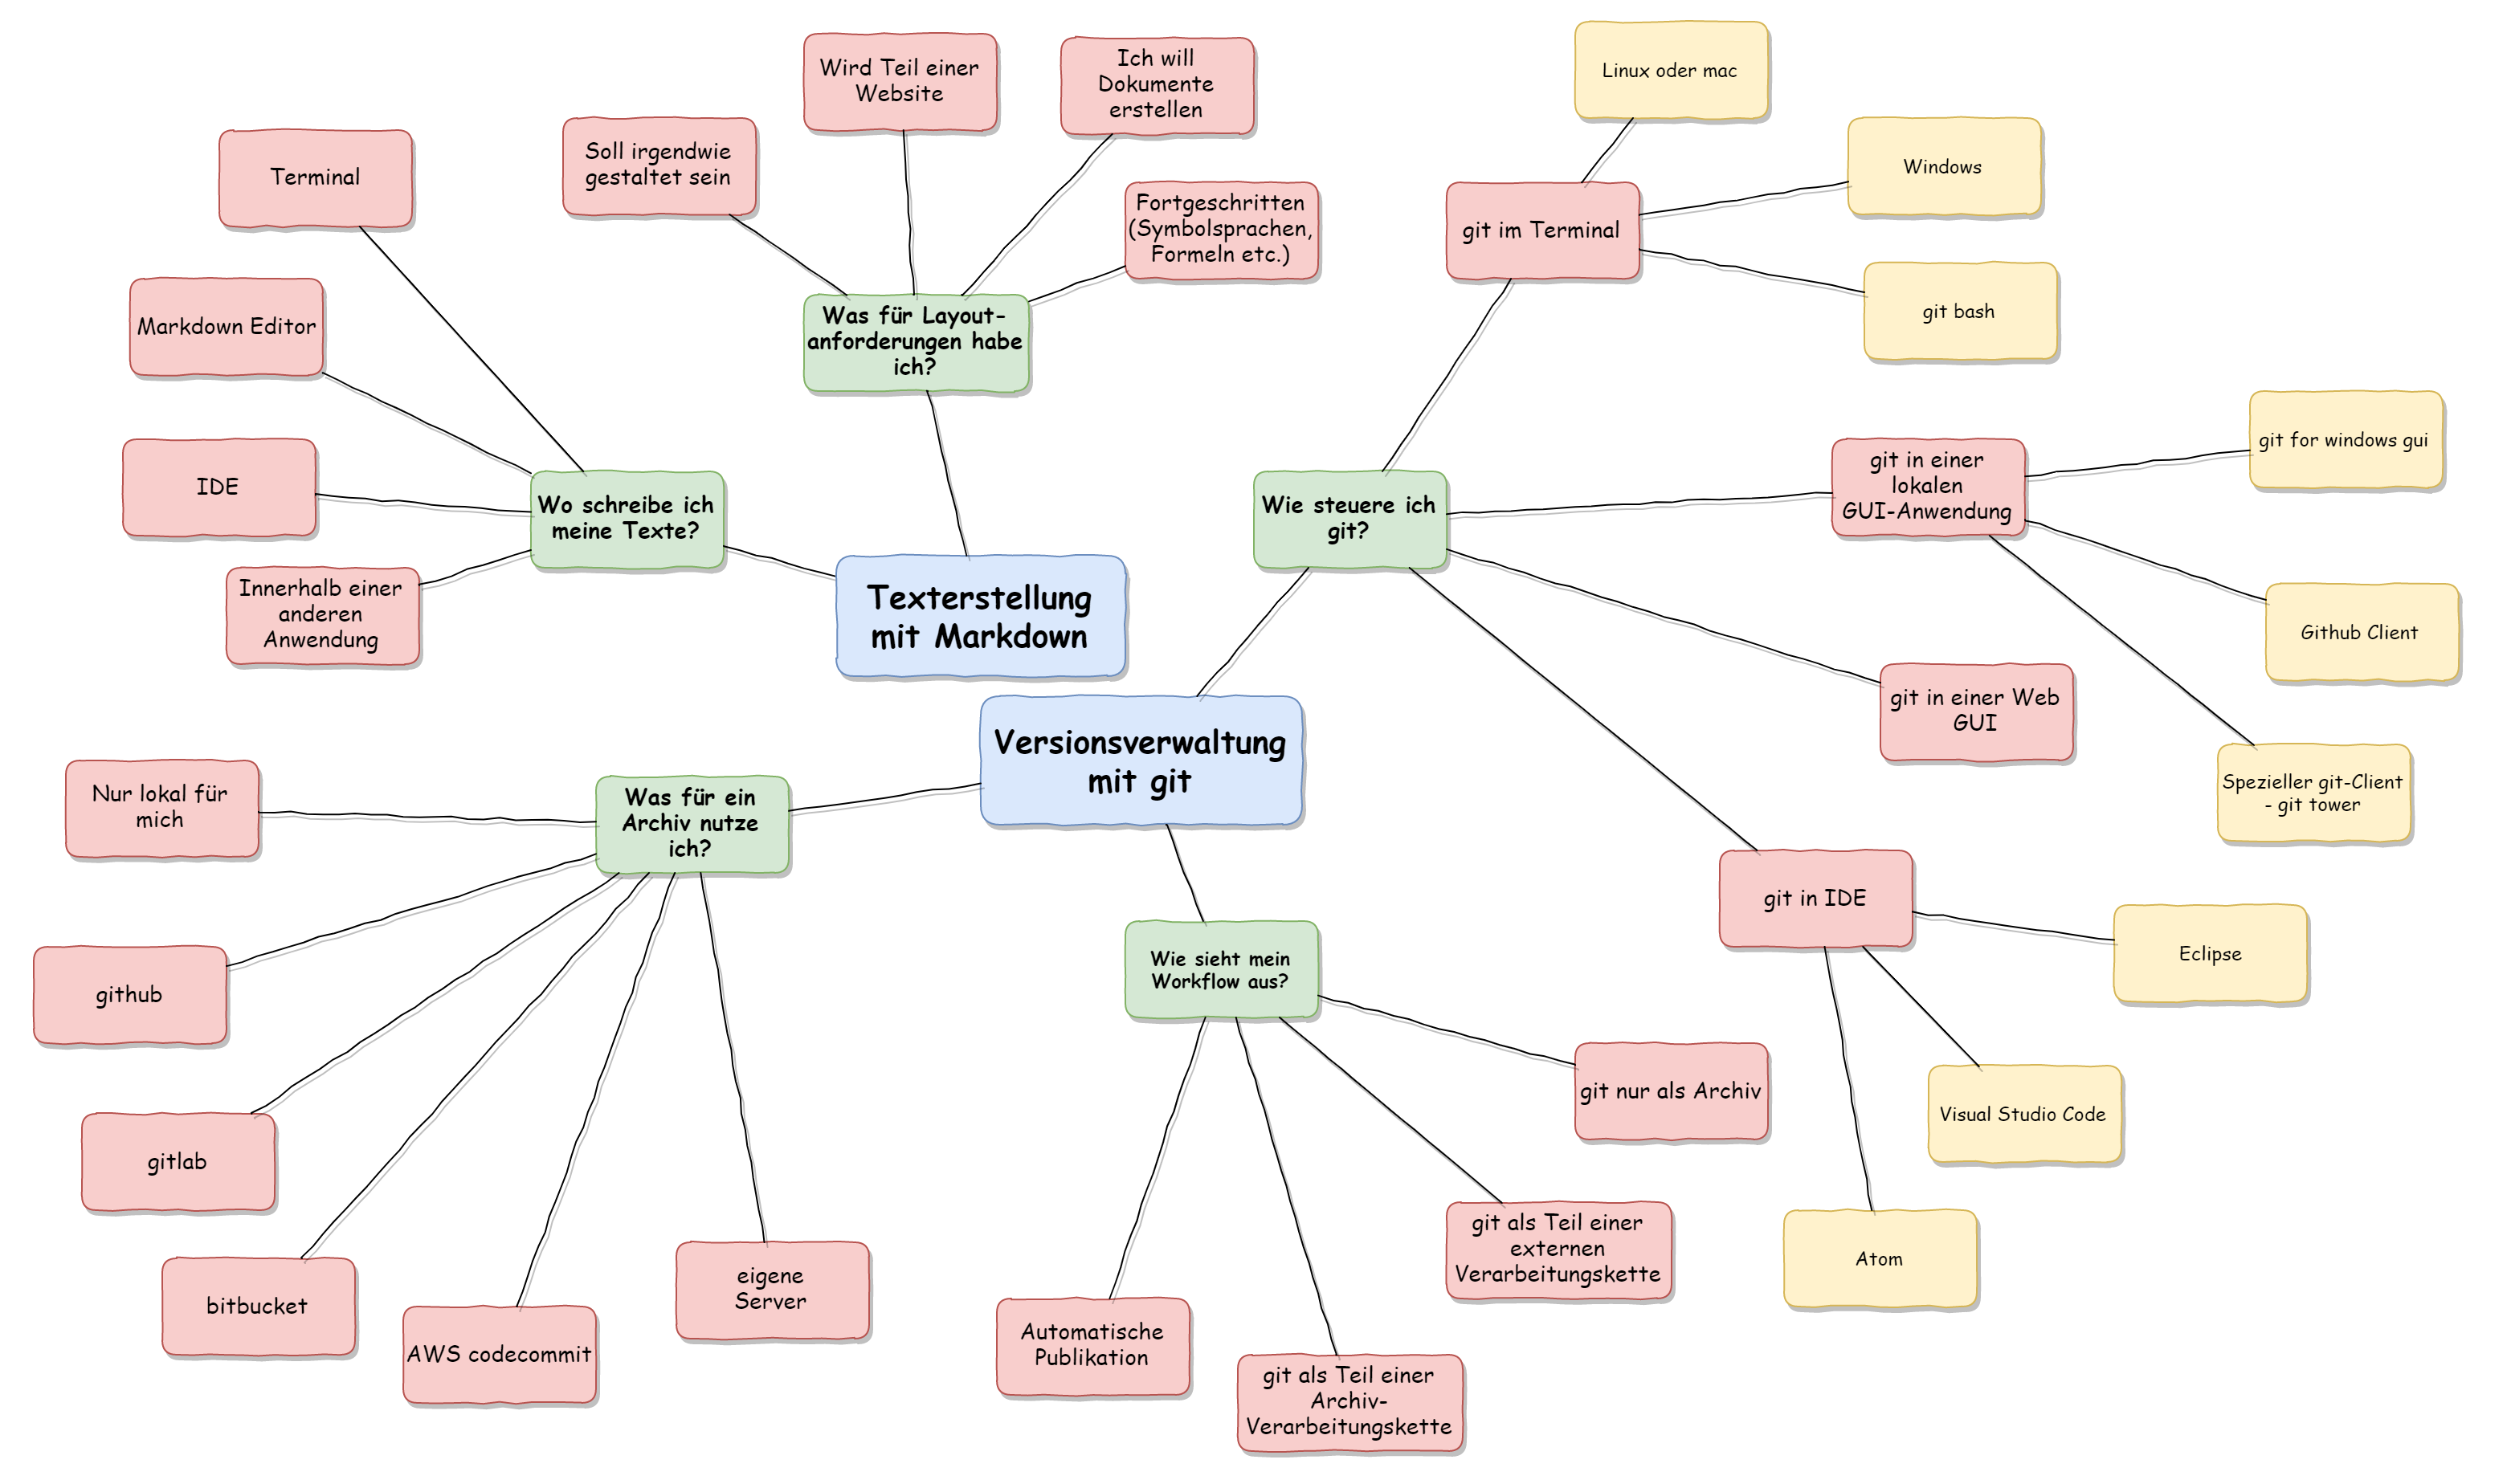 Wird Teil einer
Website
Ich will
Dokumente
erstellen
Linux oder mac
Terminal
Soll irgendwie
gestaltet sein
Windows
Fortgeschritten
(Symbolsprachen,
Formeln etc.)
git im Terminal
git bash
Markdown Editor
Was für Layout-
anforderungen habe
ich?
IDE
Wo schreibe ich
meine Texte?
Wie steuere ich
git?
git in einer
lokalen
GUI-Anwendung
git for windows gui
Innerhalb einer
anderen
Anwendung
Texterstellung
mit Markdown
Github Client
git in einer Web
GUI
Versionsverwaltung
mit git
Spezieller git-Client
- git tower
Nur lokal für
mich
Was für ein
Archiv nutze
ich?
git in IDE
Eclipse
Wie sieht mein
Workflow aus?
github
git nur als Archiv
Visual Studio Code
gitlab
git als Teil einer
externen
Verarbeitungskette
Atom
bitbucket
eigene
Server
AWS codecommit
Automatische
Publikation
git als Teil einer
Archiv-
Verarbeitungskette